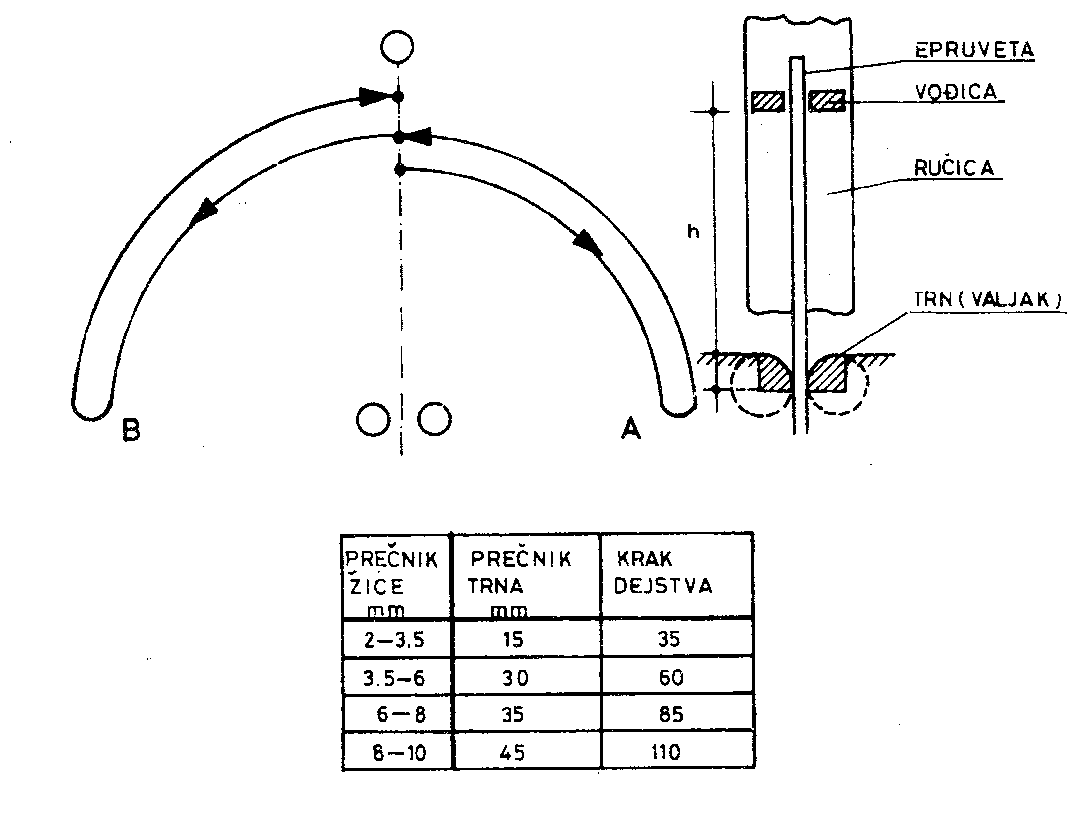 EPRUVETA
VOĐICA
RUČICA
h
TRN (VALJAK)
B
A
PREČNIK ŽICE mm
PREČNIK TRNA mm
KRAK DEJSTVA
2-3,5 15 35
3.5-6 30 60
6-8 35 85
8-10 45 110